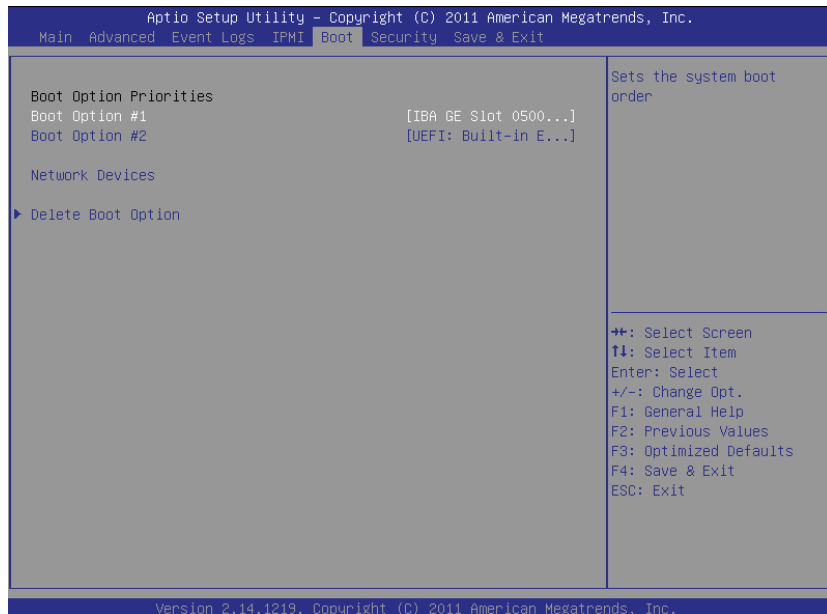 Aptio Setup Utility – Copyright (C) 2011 American Megatrends, Inc.
Main Advanced Event Logs IPMI Boot Security Save & Exit
Boot Option Priorities
Boot Option #1 [IBA GE Slot 0500...]
Boot Option #2 [UEFI: Built-in E...]
Network Devices
Delete Boot Option
Sets the system boot
order
→←: Select Screen
↑↓: Select Item
Enter: Select
+/-: Change Opt.
F1: General Help
F2: Previous Values
F3: Optimized Defaults
F4: Save & Exit
ESC: Exit
Version 2.14.1219. Copyright (C) 2011 American Megatrends, Inc.